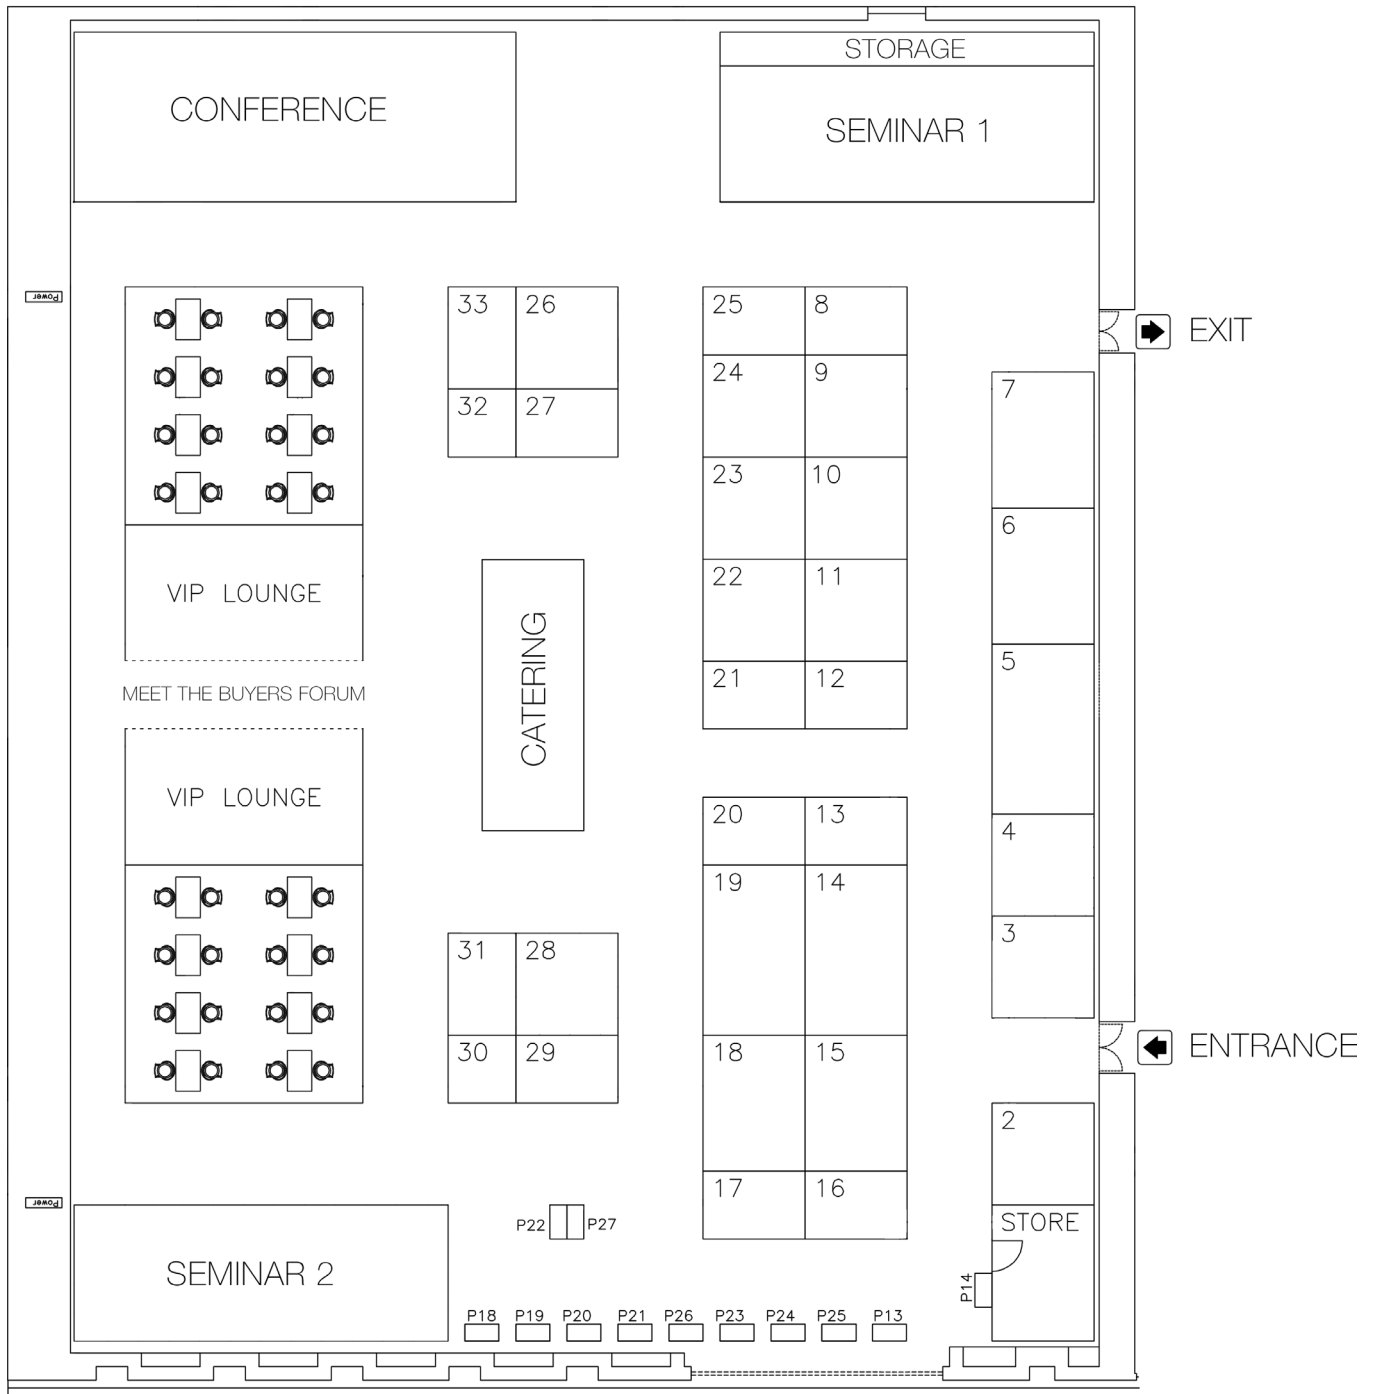 STORAGE
CONFERENCE
SEMINAR 1
Power
33 26
25 8
EXIT
24 9
7
32 27
23 10
6
22 11
VIP LOUNGE
CATERING
5
21 12
MEET THE BUYERS FORUM
VIP LOUNGE
20 13
4
19 14
3
31 28
30 29
18 15
ENTRANCE
2
17 16
Power
P22 P27
STORE
SEMINAR 2
P14
P18 P19 P20 P21 P26 P23 P24 P25 P13